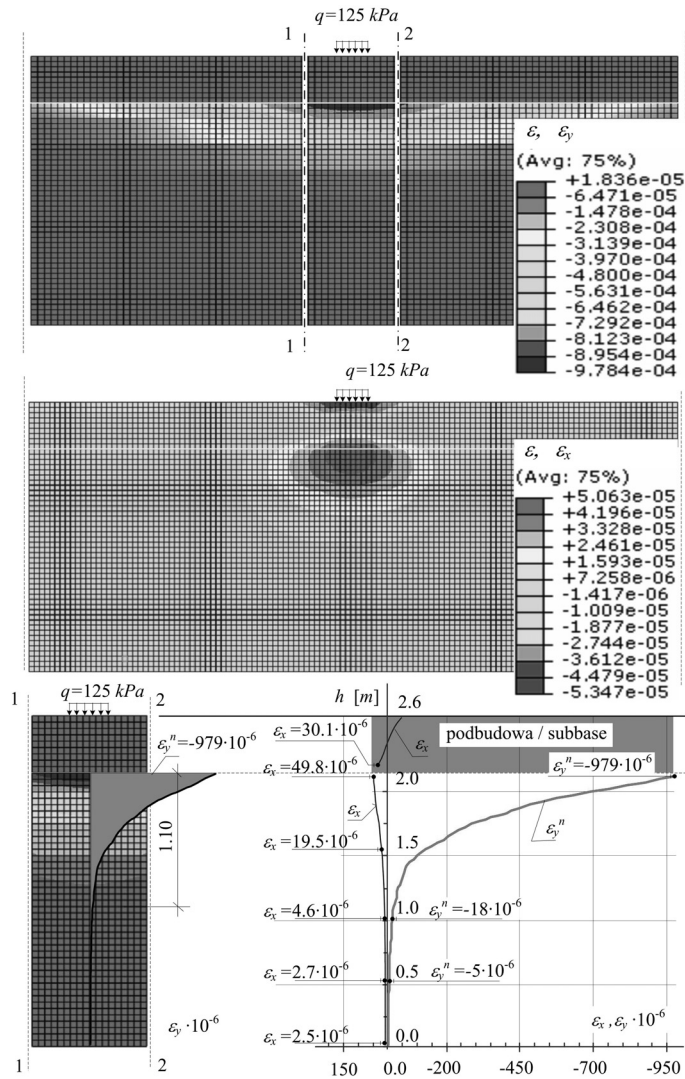 q=125 kPa
1 2
ε, εy
(Avg: 75%)
+1.836e-05
-6.471e-05
-1.478e-04
-2.308e-04
-3.139e-04
-3.970e-04
-4.800e-04
-5.631e-04
-6.462e-04
-7.292e-04
-8.123e-04
-8.954e-04
-9.784e-04
1 2
q=125 kPa
ε, εx
(Avg: 75%)
+5.063e-05
+4.196e-05
+3.328e-05
+2.461e-05
+1.593e-05
+7.258e-06
-1.417e-06
-1.009e-05
-1.877e-05
-2.744e-05
-3.612e-05
-4.479e-05
-5.347e-05
1 q=125 kPa 2
εyⁿ=-979·10⁻⁶
1.10
εy ·10⁻⁶
1 2
h [m]
2.6
εx=30.1·10⁻⁶
εx
podbudowa / subbase
εx=49.8·10⁻⁶
εyⁿ=-979·10⁻⁶
2.0
εx
εyⁿ
εx=19.5·10⁻⁶
1.5
εx=4.6·10⁻⁶
1.0
εyⁿ=-18·10⁻⁶
εx=2.7·10⁻⁶
0.5
εyⁿ=-5·10⁻⁶
εx=2.5·10⁻⁶
0.0
εx ,εy ·10⁻⁶
150 0.0 -200 -450 -700 -950